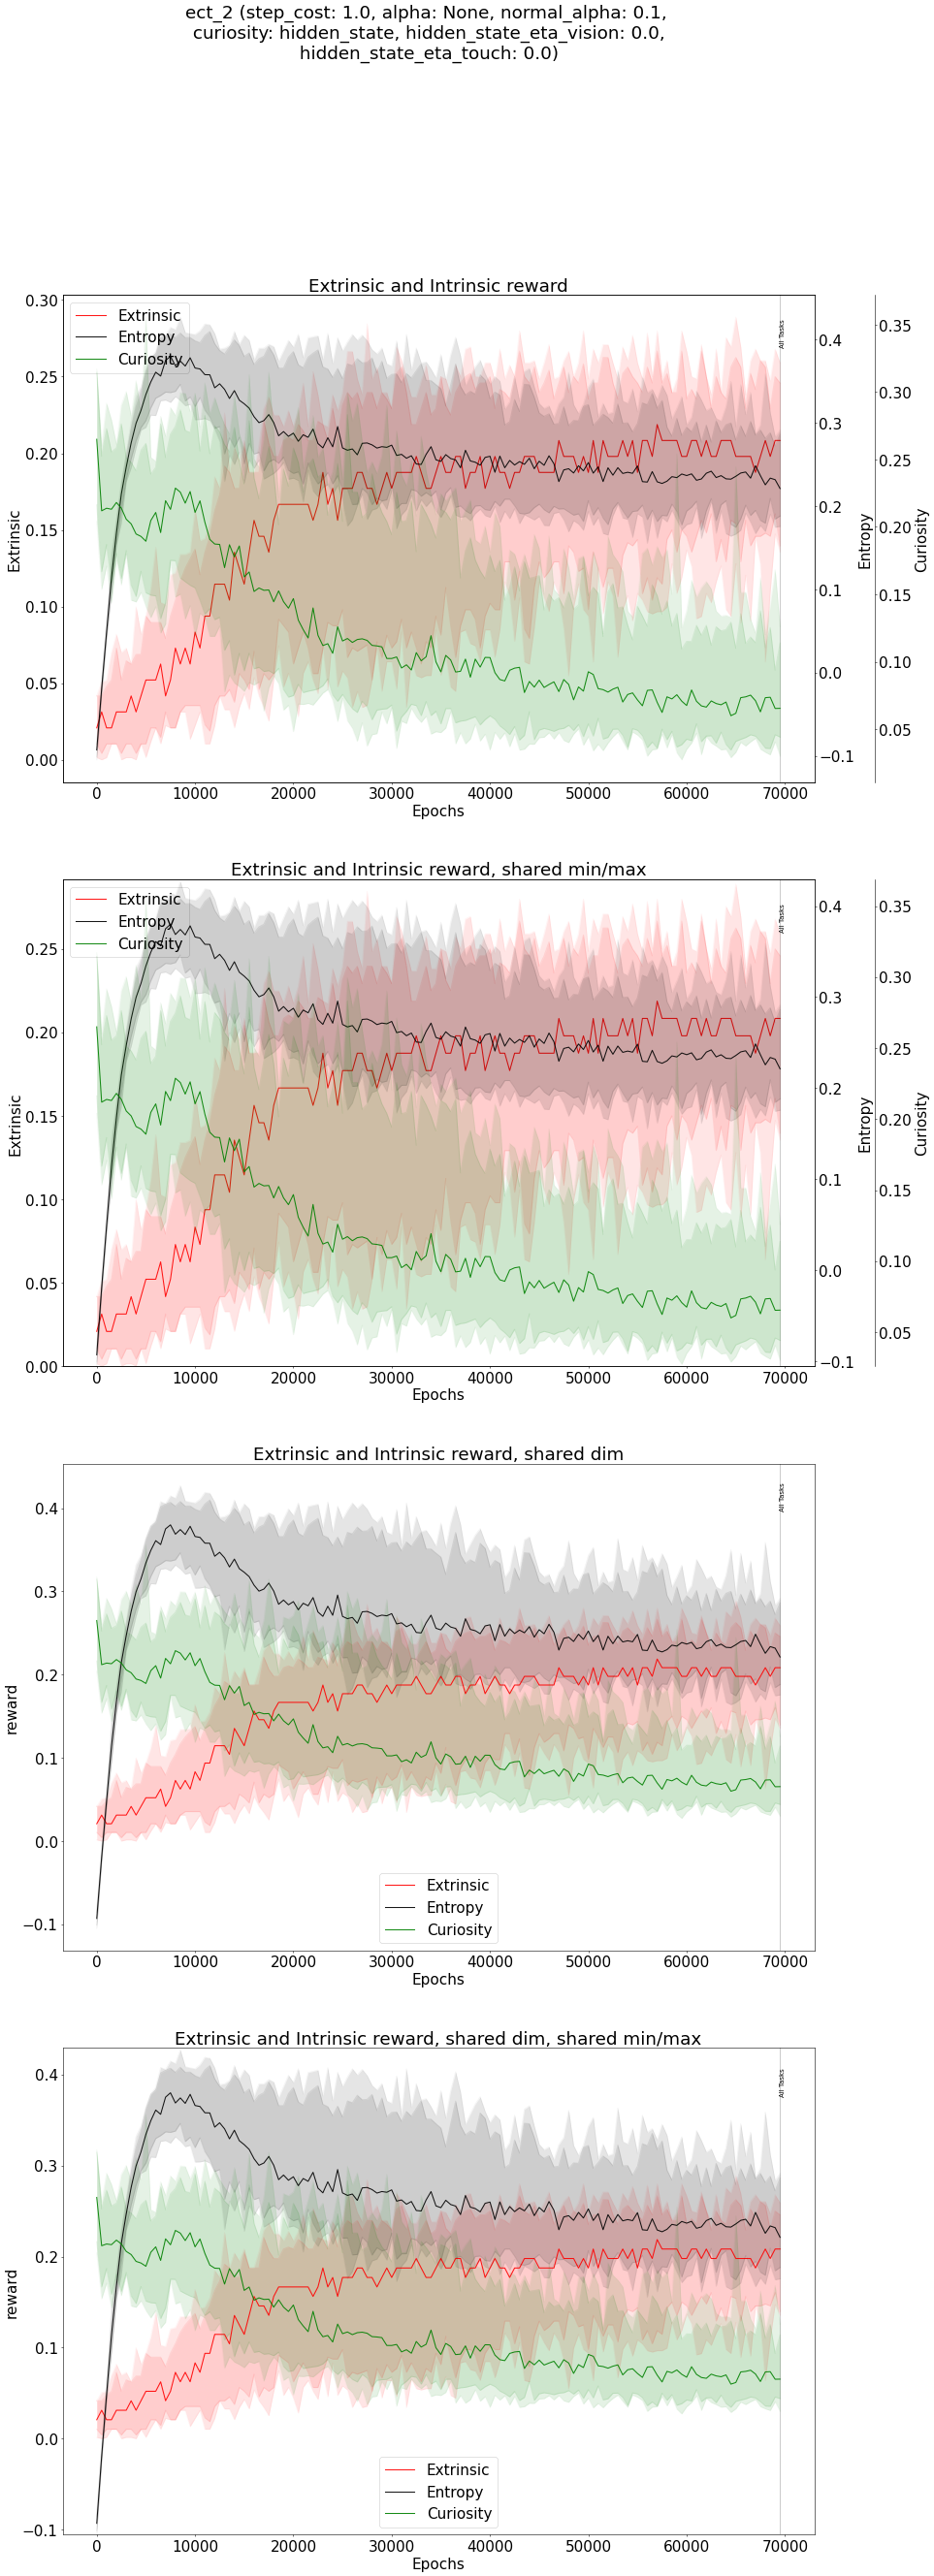 ect_2 (step_cost: 1.0, alpha: None, normal_alpha: 0.1,
curiosity: hidden_state, hidden_state_eta_vision: 0.0,
hidden_state_eta_touch: 0.0)
Extrinsic and Intrinsic reward
Extrinsic
Entropy
Curiosity
All Tasks
0.30
0.25
0.20
0.15
0.10
0.05
0.00
Extrinsic
0.4
0.3
0.2
0.1
0.0
−0.1
Entropy
0.35
0.30
0.25
0.20
0.15
0.10
0.05
Curiosity
0 10000 20000 30000 40000 50000 60000 70000
Epochs
Extrinsic and Intrinsic reward, shared min/max
Extrinsic
Entropy
Curiosity
All Tasks
0.25
0.20
0.15
0.10
0.05
0.00
Extrinsic
0.4
0.3
0.2
0.1
0.0
−0.1
Entropy
0.35
0.30
0.25
0.20
0.15
0.10
0.05
Curiosity
0 10000 20000 30000 40000 50000 60000 70000
Epochs
Extrinsic and Intrinsic reward, shared dim
All Tasks
0.4
0.3
0.2
0.1
0.0
−0.1
reward
Extrinsic
Entropy
Curiosity
0 10000 20000 30000 40000 50000 60000 70000
Epochs
Extrinsic and Intrinsic reward, shared dim, shared min/max
All Tasks
0.4
0.3
0.2
0.1
0.0
−0.1
reward
Extrinsic
Entropy
Curiosity
0 10000 20000 30000 40000 50000 60000 70000
Epochs